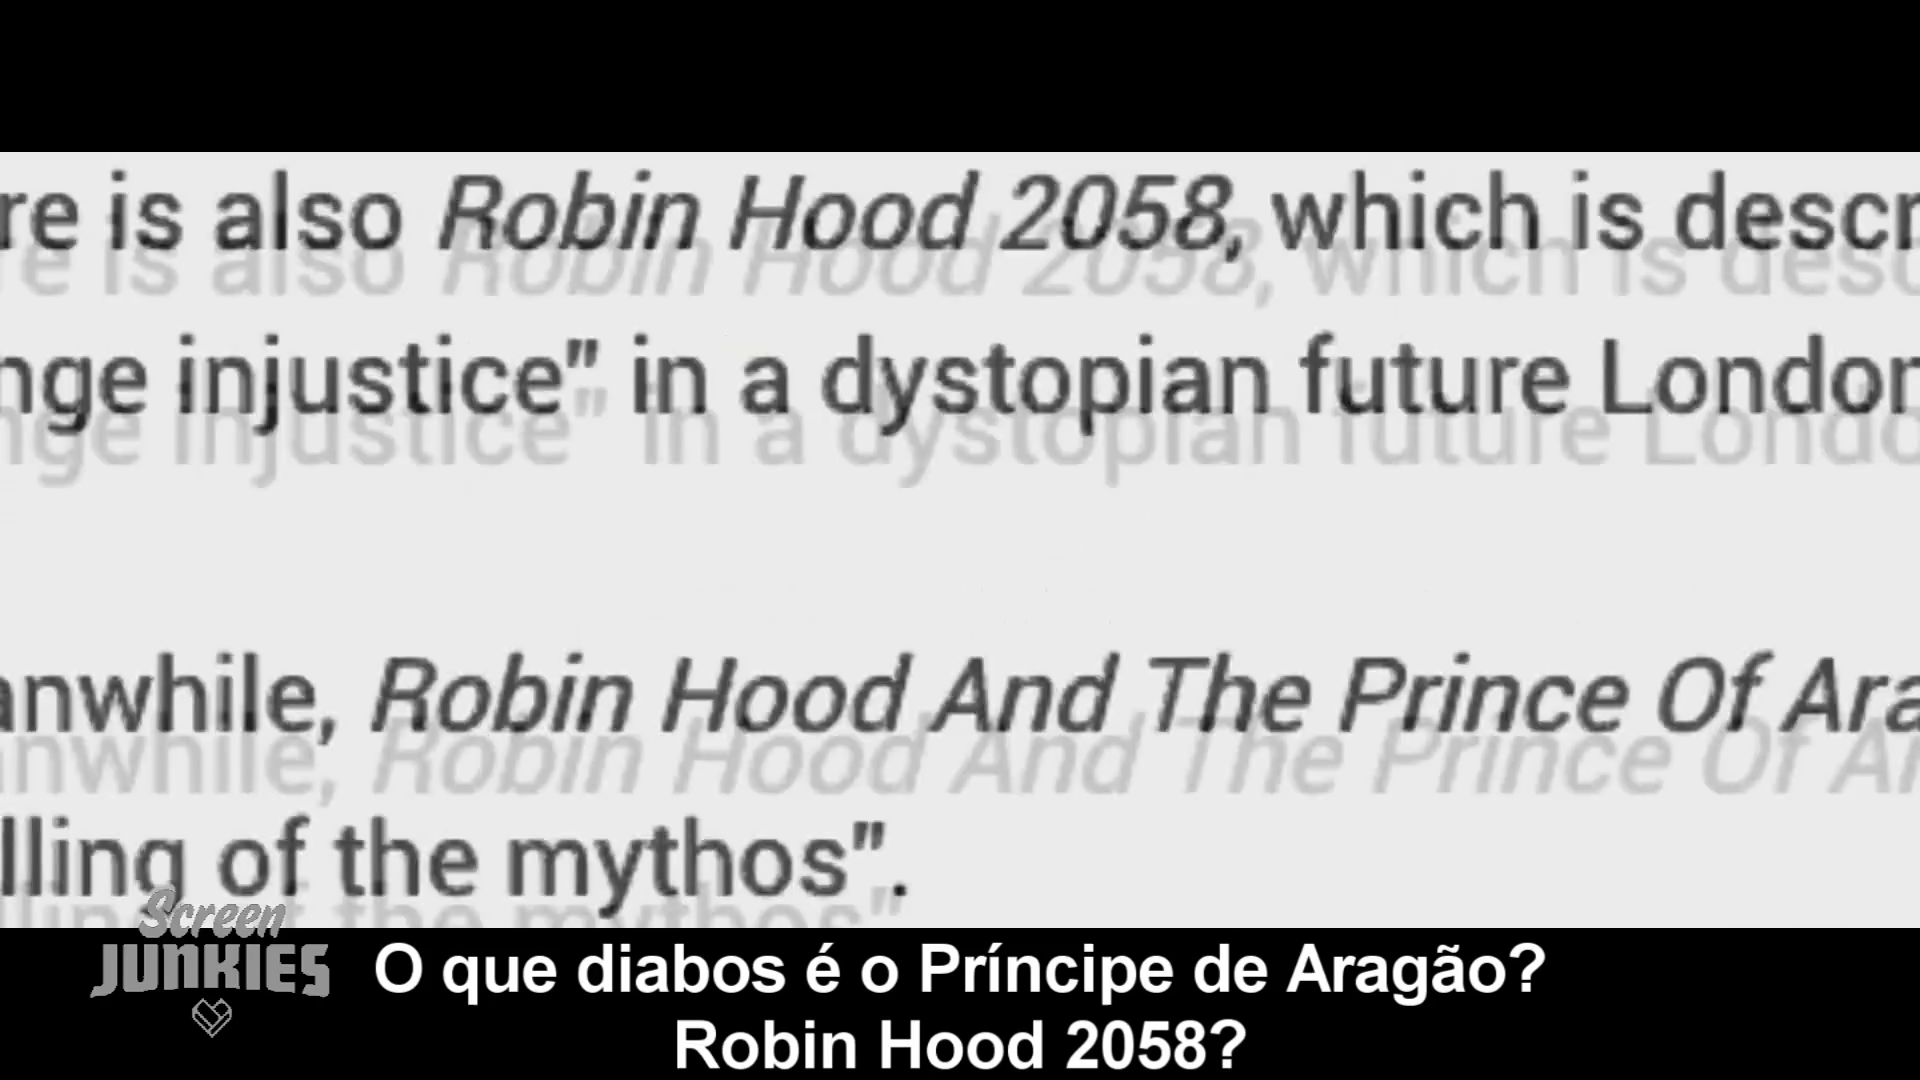 re is also Robin Hood 2058, which is descr
nge injustice" in a dystopian future London
anwhile, Robin Hood And The Prince Of Ara
lling of the mythos".
Screen
JUNKIES
O que diabos é o Príncipe de Aragão?
Robin Hood 2058?